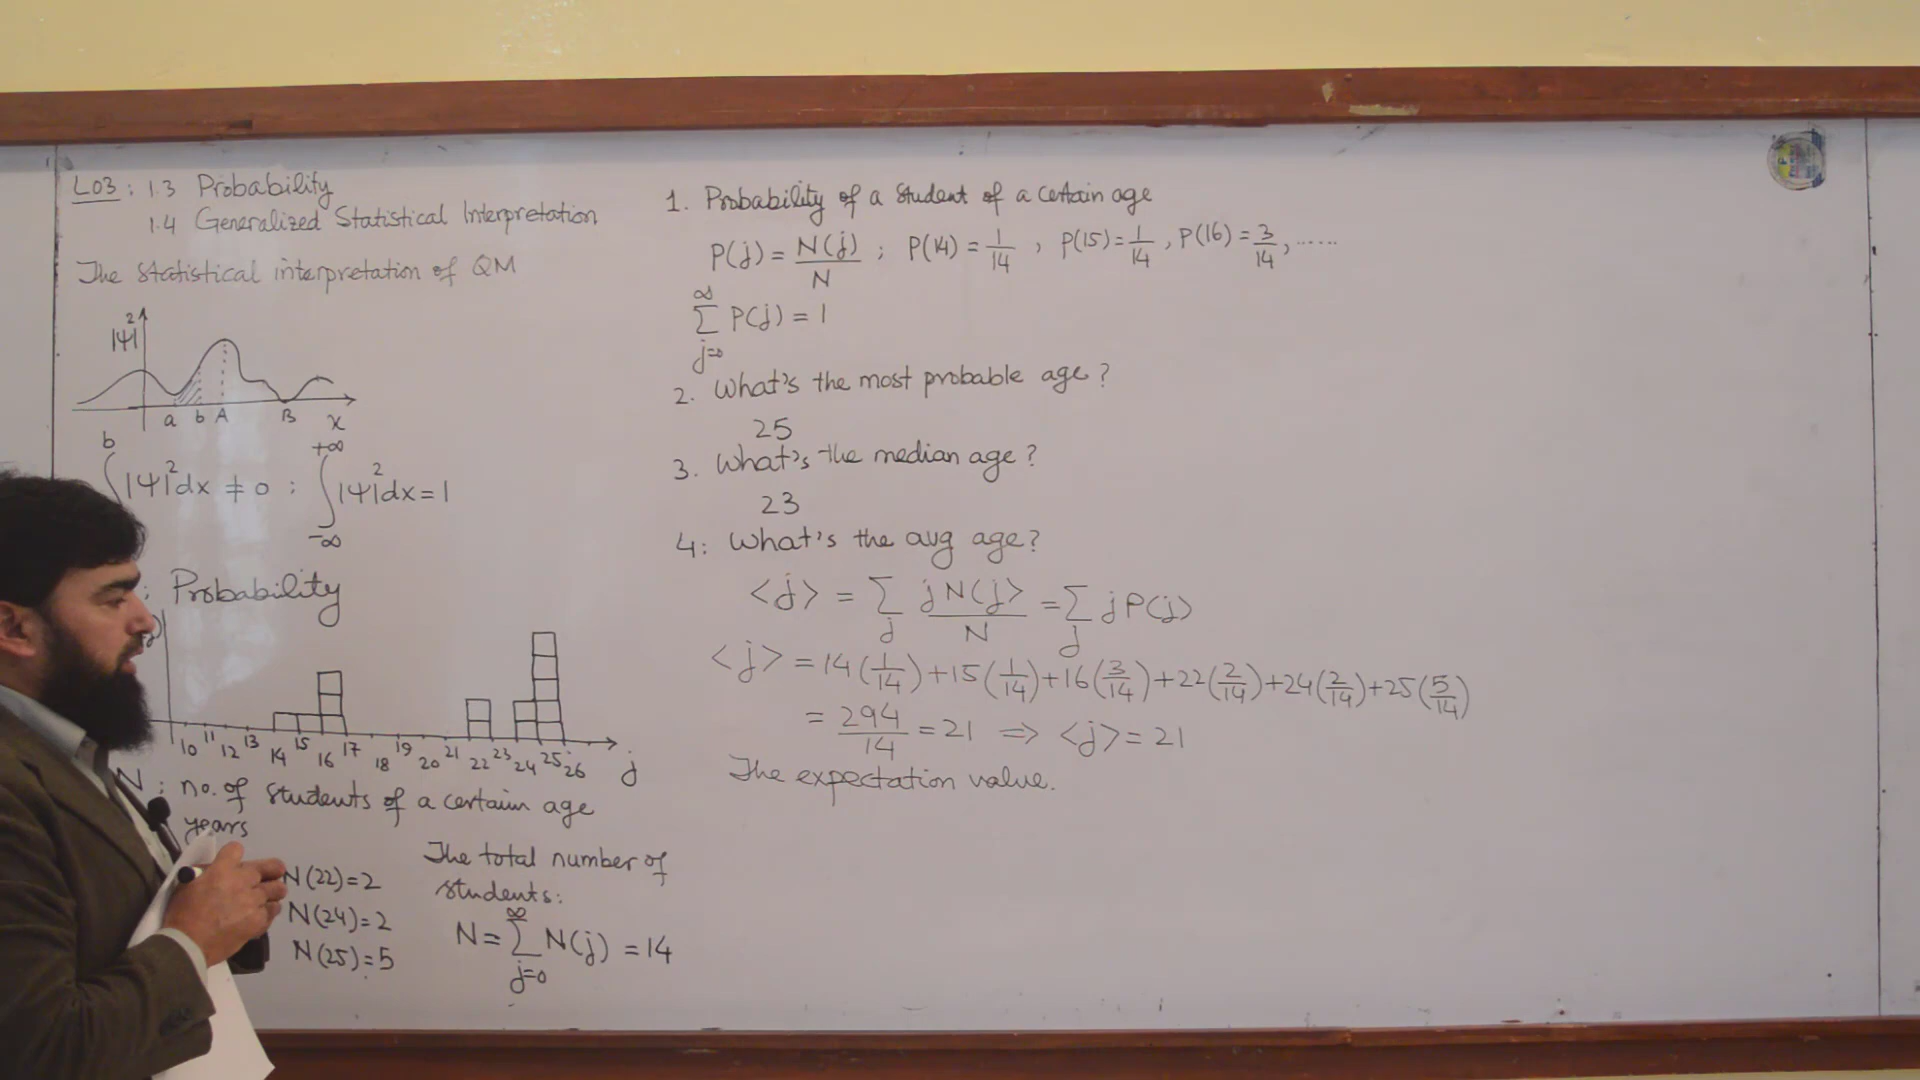 L03: 1.3 Probability
1.4 Generalized Statistical Interpretation
The statistical interpretation of QM
|Ψ|²
a b A B x
∫_a^b |Ψ|²dx ≠ 0 ; ∫_{-∞}^{+∞} |Ψ|²dx = 1
: Probability
10 11 12 13 14 15 16 17 18 19 20 21 22 23 24 25 26 j
N : no. of students of a certain age
years
N(22)=2
N(24)=2
N(25)=5
The total number of
students:
N = ∑_{j=0}^{∞} N(j) = 14
1. Probability of a student of a certain age
P(j) = N(j)/N ; P(14) = 1/14 , P(15) = 1/14 , P(16) = 3/14 , ......
∑_{j=0}^{∞} P(j) = 1
2. What's the most probable age ?
25
3. What's the median age ?
23
4: What's the avg age?
<j> = ∑_j jN(j)/N = ∑_j jP(j)
<j> = 14(1/14)+15(1/14)+16(3/14)+22(2/14)+24(2/14)+25(5/14)
= 294/14 = 21 ⇒ <j> = 21
The expectation value.